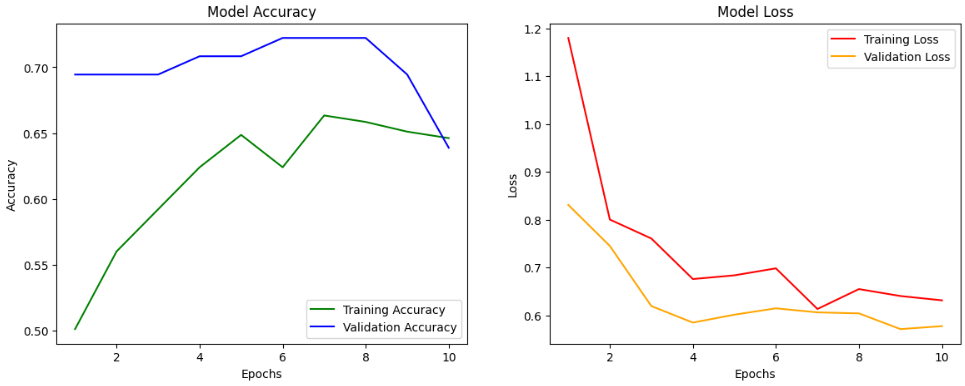 Model Accuracy
Accuracy
0.70
0.65
0.60
0.55
0.50
2
4
6
8
10
Epochs
Training Accuracy
Validation Accuracy
Model Loss
Loss
1.2
1.1
1.0
0.9
0.8
0.7
0.6
2
4
6
8
10
Epochs
Training Loss
Validation Loss